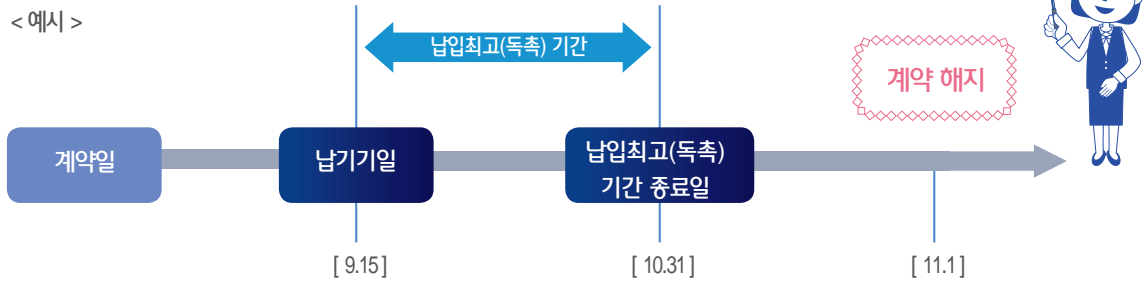 < 예시 >
납입최고(독촉) 기간
계약 해지
계약일
납기기일
납입최고(독촉)
기간 종료일
[ 9.15 ]
[ 10.31 ]
[ 11.1 ]